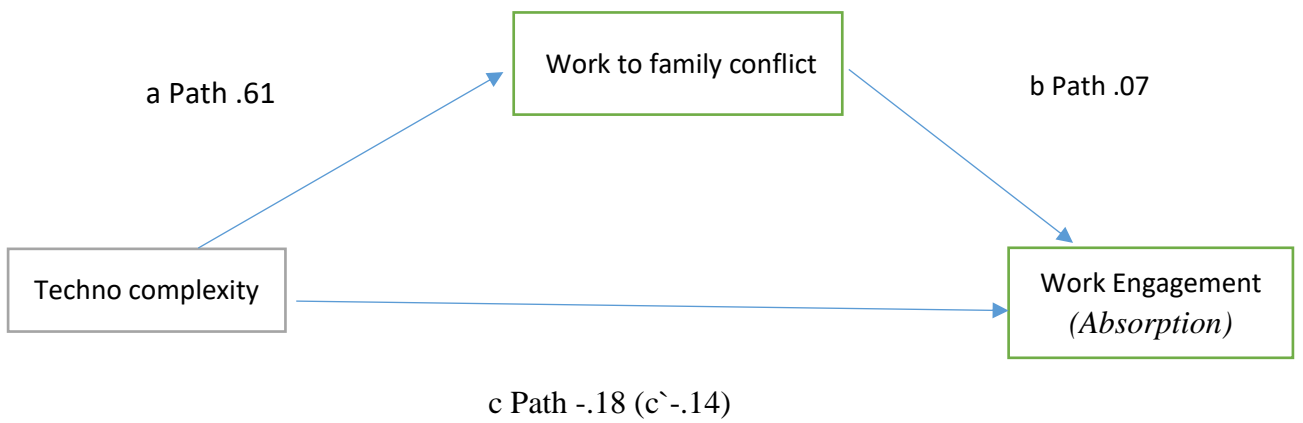 Work to family conflict
a Path .61
b Path .07
Techno complexity
Work Engagement
(Absorption)
c Path -.18 (c`-.14)